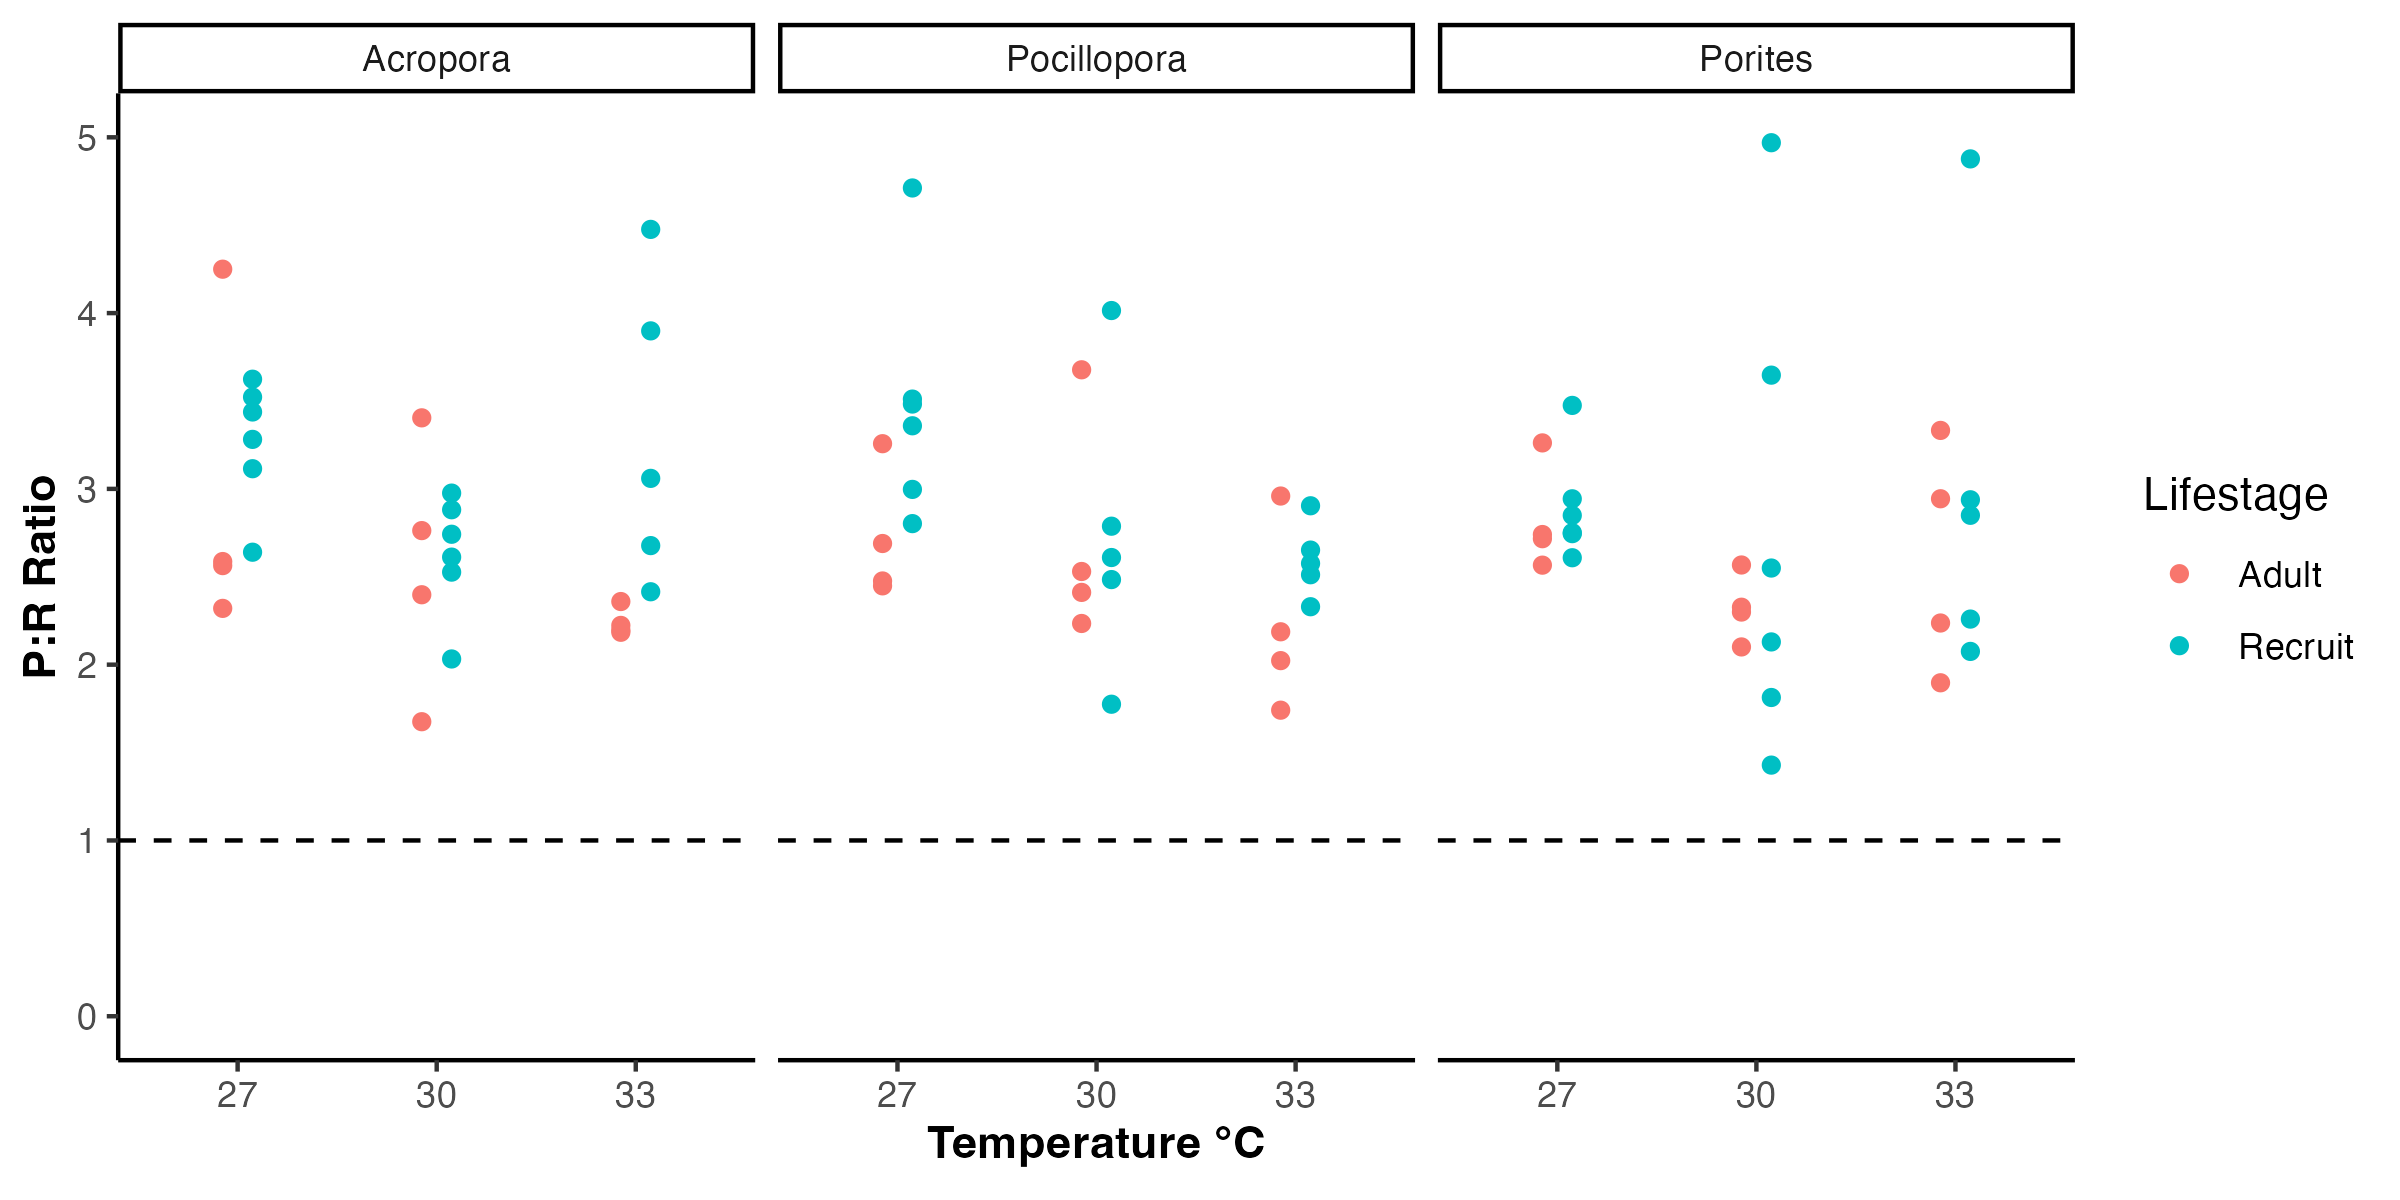 Acropora Pocillopora Porites
5
4
3
2
1
0
P:R Ratio
27 30 33 27 30 33 27 30 33
Temperature °C
Lifestage
Adult
Recruit